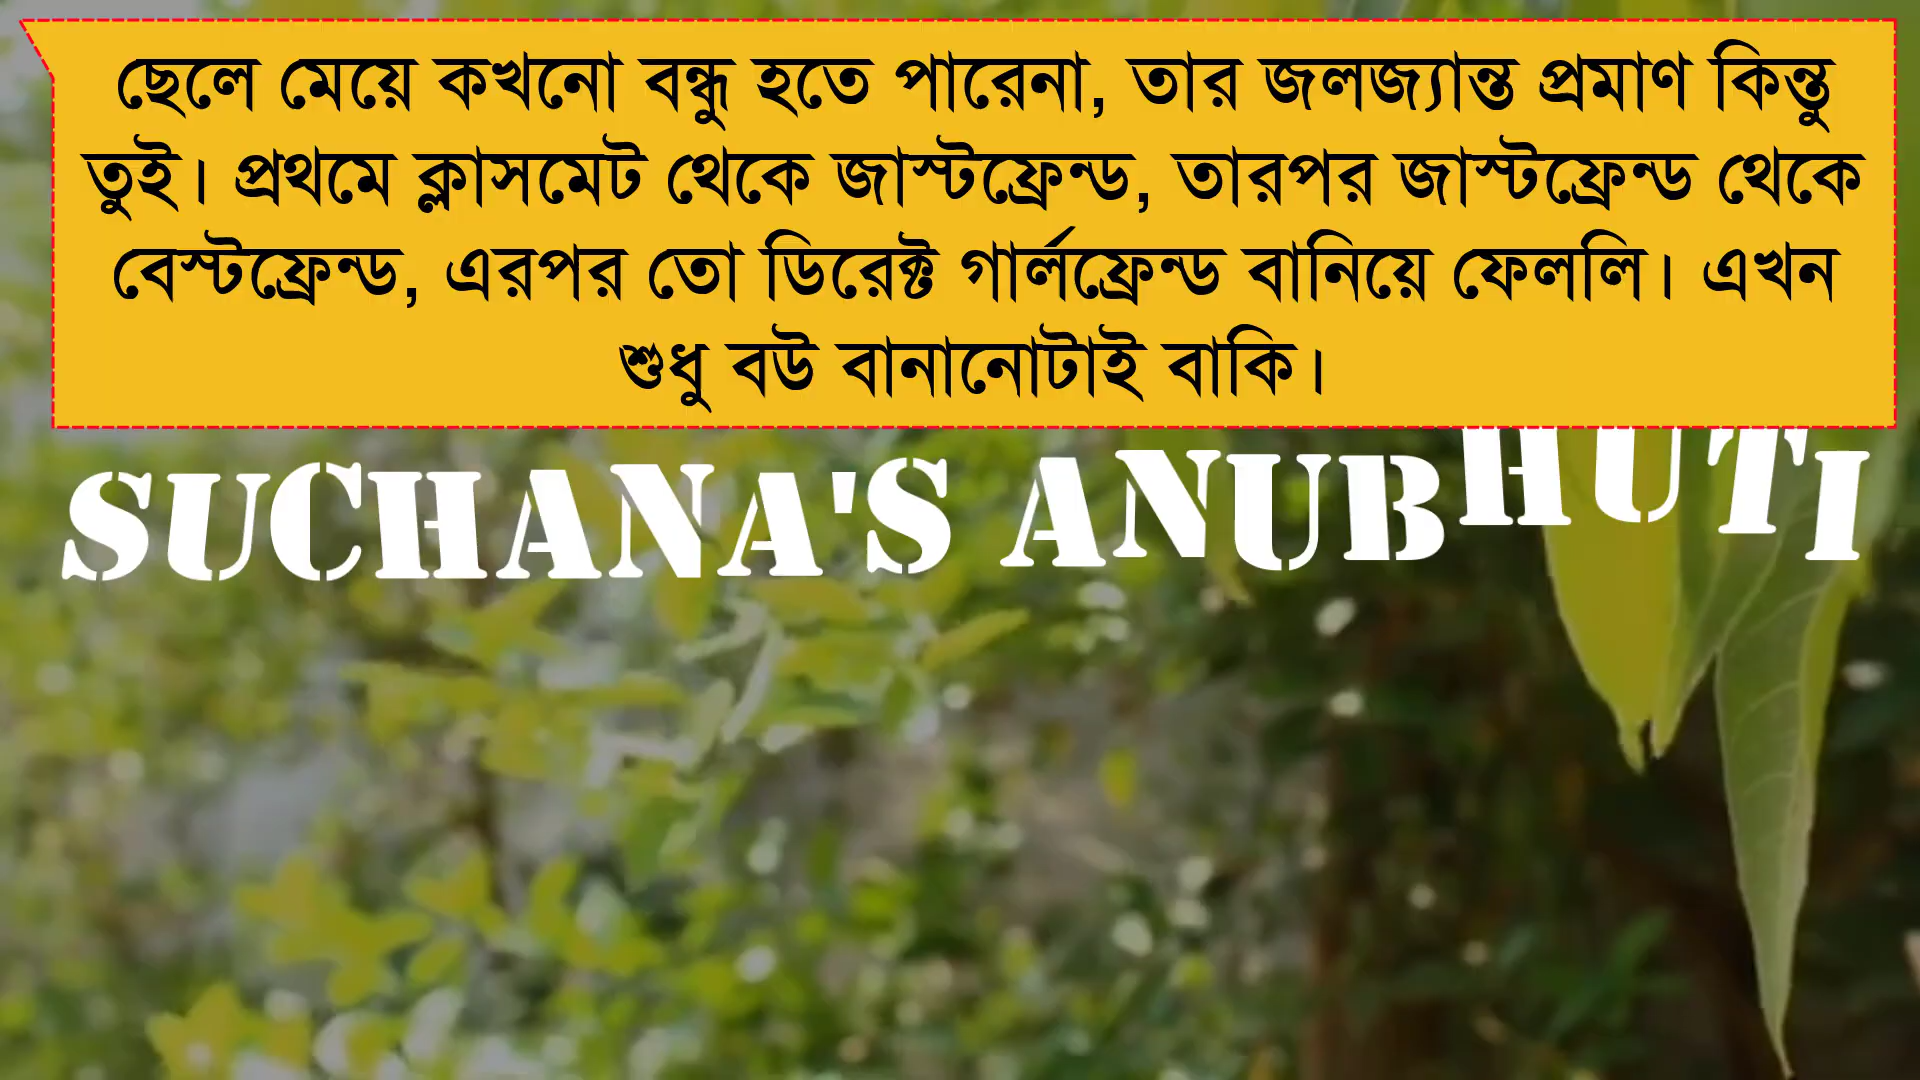 ছেলে মেয়ে কখনো বন্ধু হতে পারেনা, তার জলজ্যান্ত প্রমাণ কিন্তু
তুই। প্রথমে ক্লাসমেট থেকে জাস্টফ্রেন্ড, তারপর জাস্টফ্রেন্ড থেকে
বেস্টফ্রেন্ড, এরপর তো ডিরেক্ট গার্লফ্রেন্ড বানিয়ে ফেললি। এখন
শুধু বউ বানানোটাই বাকি।
SUCHANA'S ANUBHUTI